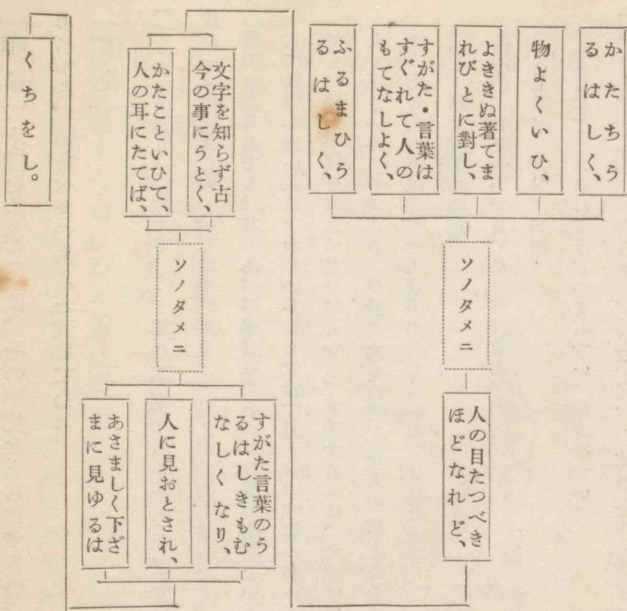 かたちう
るはしく、
物よくいひ、
よききぬ著てま
れびとに對し、
すがた・言葉は
すぐれて人の
もてなしよく、
ふるまひう
るはしく、
ソノタメニ
人の目たつべき
ほどなれど、
文字を知らず古
今の事にうとく、
かたこといひて、
人の耳にたてば、
ソノタメニ
すがた言葉のう
るはしきもむ
なしくなり、
人に見おとされ、
あさましく下ざ
まに見ゆるは
くちをし。